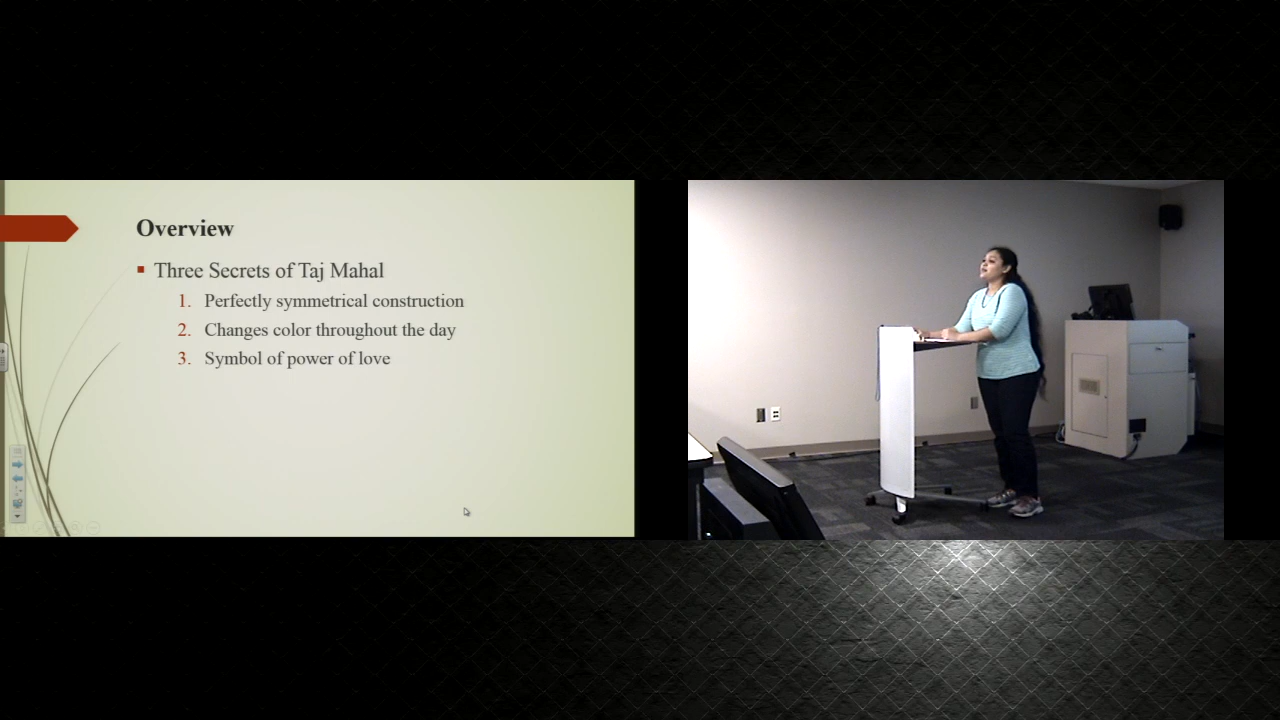 Overview
Three Secrets of Taj Mahal
1. Perfectly symmetrical construction
2. Changes color throughout the day
3. Symbol of power of love